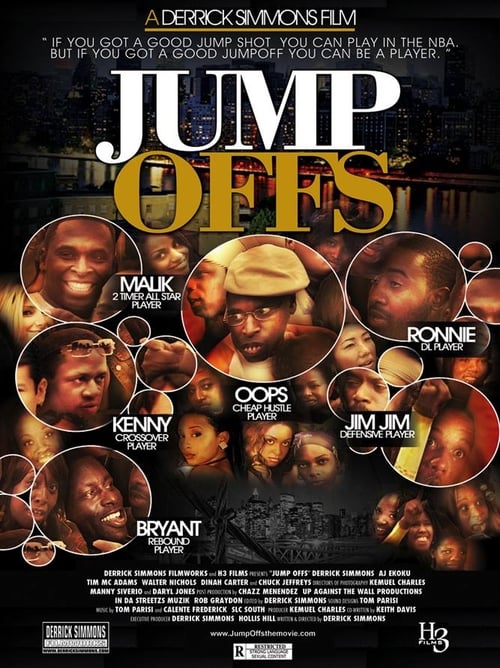 A DERRICK SIMMONS FILM
" IF YOU GOT A GOOD JUMP SHOT YOU CAN PLAY IN THE NBA.
BUT IF YOU GOT A GOOD JUMPOFF YOU CAN BE A PLAYER. "
JUMP
OFFS
MALIK
2 TIMER ALL STAR
PLAYER
RONNIE
DL PLAYER
OOPS
CHEAP HUSTLE
PLAYER
KENNY
CROSSOVER
PLAYER
JIM JIM
DEFENSIVE PLAYER
BRYANT
REBOUND
PLAYER
DERRICK SIMMONS FILMWORKS AND H3 FILMS PRESENTS "JUMP OFFS" DERRICK SIMMONS AJ EKOKU
TIM MC ADAMS WALTER NICHOLS DINAH CARTER AND CHUCK JEFFREYS DIRECTORS OF PHOTOGRAPHY KEMUEL CHARLES
MANNY SIVERIO AND DARYL JONES POST PRODUCTION BY CHAZZ MENENDEZ UP AGAINST THE WALL PRODUCTIONS
IN DA STREETZ MUZIK ROB GRAYDON EDITED BY DERRICK SIMMONS SOUND DESIGNS TOM PARISI
MUSIC BY TOM PARISI AND CALENTE FREDERICK SLC SOUTH PRODUCER KEMUEL CHARLES CO-WRITTEN BY KEITH DAVIS
EXECUTIVE PRODUCER DERRICK SIMMONS HOLLIS HILL WRITTEN & DIRECTED BY DERRICK SIMMONS
DERRICK SIMMONS
FILMWORKS
www.JumpOffsthemovie.com
R RESTRICTED
STRONG LANGUAGE
SEXUAL CONTENT
H3
FILMS